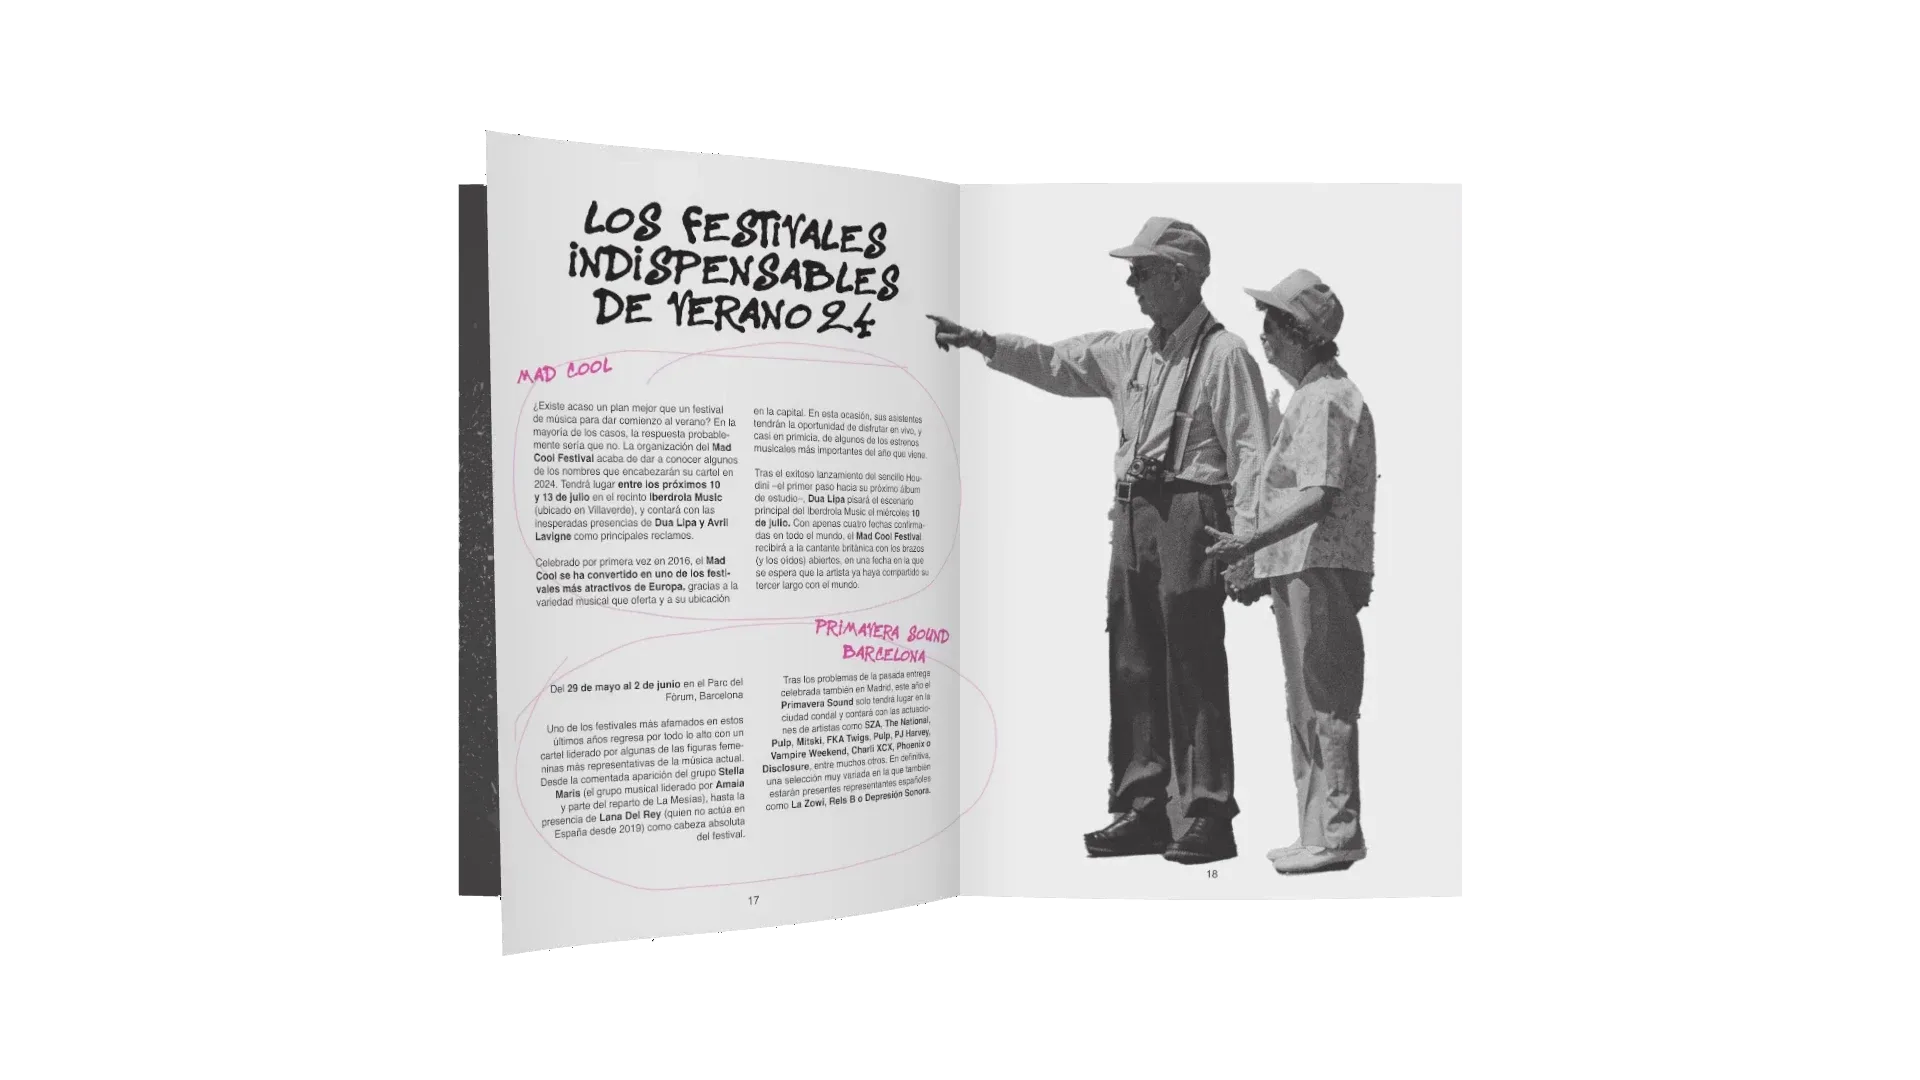 LOS FESTIVALES
INDISPENSABLES
DE VERANO 24
MAD COOL
¿Existe acaso un plan mejor que un festival
de música para dar comienzo al verano? En la
mayoría de los casos, la respuesta probable-
mente sería que no. La organización del Mad
Cool Festival acaba de dar a conocer algunos
de los nombres que encabezarán su cartel en
2024. Tendrá lugar entre los próximos 10
y 13 de julio en el recinto Iberdrola Music
(ubicado en Villaverde), y contará con las
inesperadas presencias de Dua Lipa y Avril
Lavigne como principales reclamos.
Celebrado por primera vez en 2016, el Mad
Cool se ha convertido en uno de los festi-
vales más atractivos de Europa, gracias a la
variedad musical que oferta y a su ubicación
en la capital. En esta ocasión, sus asistentes
tendrán la oportunidad de disfrutar en vivo, y
casi en primicia, de algunos de los estrenos
musicales más importantes del año que viene.
Tras el exitoso lanzamiento del sencillo Hou-
dini –el primer paso hacia su próximo álbum
de estudio–, Dua Lipa pisará el escenario
principal del Iberdrola Music el miércoles 10
de julio. Con apenas cuatro fechas confirma-
das en todo el mundo, el Mad Cool Festival
recibirá a la cantante británica con los brazos
(y los oídos) abiertos, en una fecha en la que
se espera que la artista ya haya compartido su
tercer largo con el mundo.
PRIMAVERA SOUND
BARCELONA
Del 29 de mayo al 2 de junio en el Parc del
Fòrum, Barcelona
Uno de los festivales más afamados en estos
últimos años regresa por todo lo alto con un
cartel liderado por algunas de las figuras feme-
ninas más representativas de la música actual.
Desde la comentada aparición del grupo Stella
Maris (el grupo musical liderado por Amaia
y parte del reparto de La Mesías), hasta la
presencia de Lana Del Rey (quien no actúa en
España desde 2019) como cabeza absoluta
del festival.
Tras los problemas de la pasada entrega
celebrada también en Madrid, este año el
Primavera Sound solo tendrá lugar en la
ciudad condal y contará con las actuacio-
nes de artistas como SZA, The National,
Pulp, Mitski, FKA Twigs, Pulp, PJ Harvey,
Vampire Weekend, Charli XCX, Phoenix o
Disclosure, entre muchos otros. En definitiva,
una selección muy variada en la que también
estarán presentes representantes españoles
como La Zowi, Rels B o Depresión Sonora.
17
18